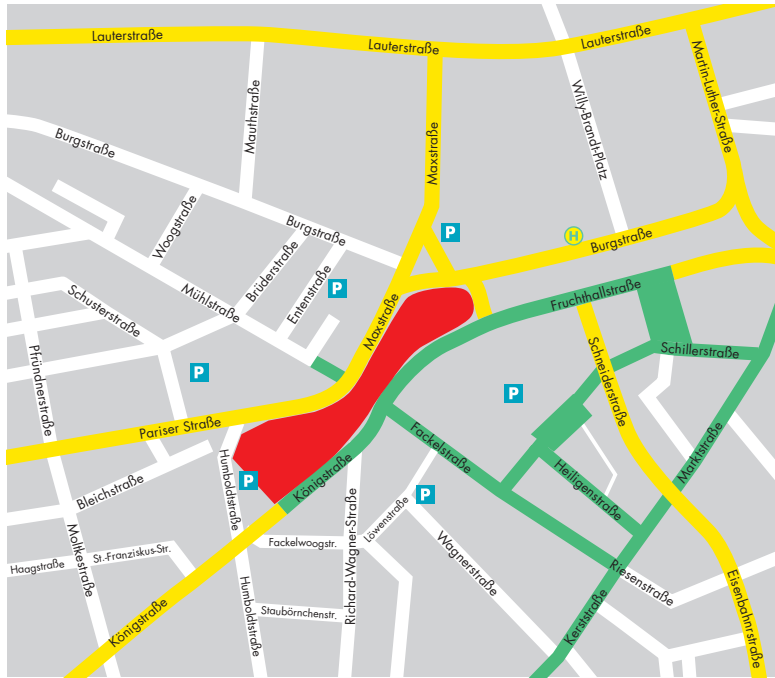 Lauterstraße
Lauterstraße
Lauterstraße
Martin-Luther-Straße
Mauthstraße
Maxstraße
Willy-Brandt-Platz
Burgstraße
Woogstraße
Burgstraße
P
H
Burgstraße
Brüderstraße
Entenstraße
P
Schusterstraße
Mühlstraße
Maxstraße
Fruchthallstraße
Pfründnerstraße
P
Schneiderstraße
Schillerstraße
P
Pariser Straße
Fackelstraße
Marktstraße
Bleichstraße
Humboldtstraße
P
Königstraße
P
Heiligenstraße
Richard-Wagner-Straße
Löwenstraße
Fackelwoogstr.
Wagnerstraße
Moltkestraße
St.-Franziskus-Str.
Haagstraße
Riesenstraße
Humboldtstraße
Staubörnchenstr.
Königstraße
Kerststraße
Eisenbahnstraße